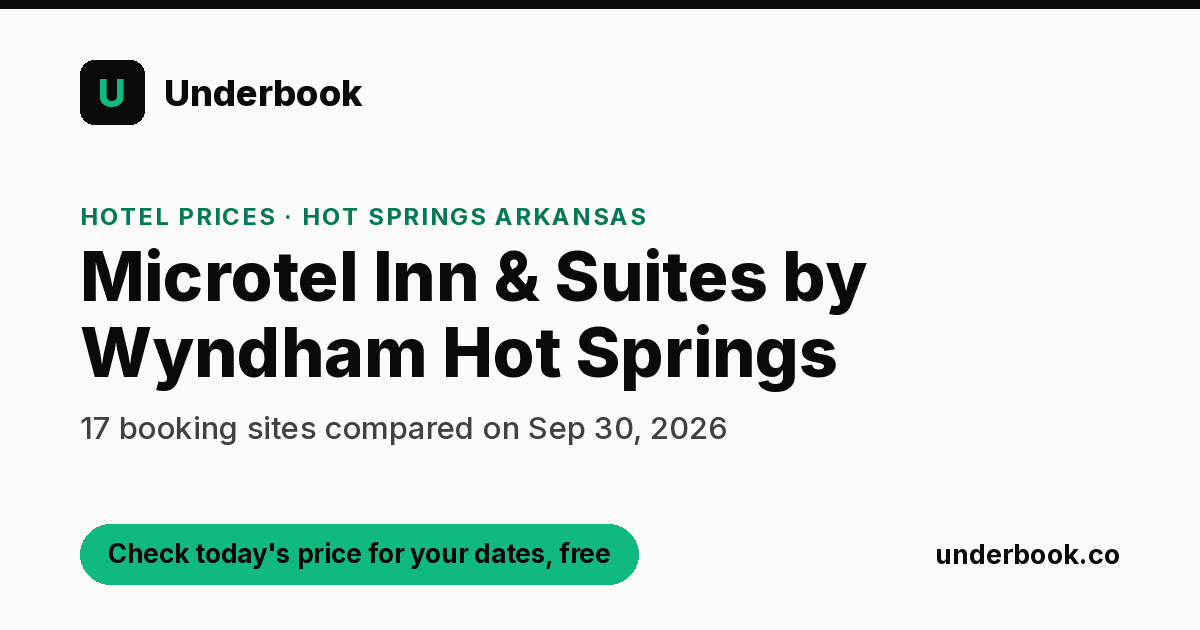 U Underbook
HOTEL PRICES · HOT SPRINGS ARKANSAS
Microtel Inn & Suites by
Wyndham Hot Springs
17 booking sites compared on Sep 30, 2026
Check today's price for your dates, free
underbook.co